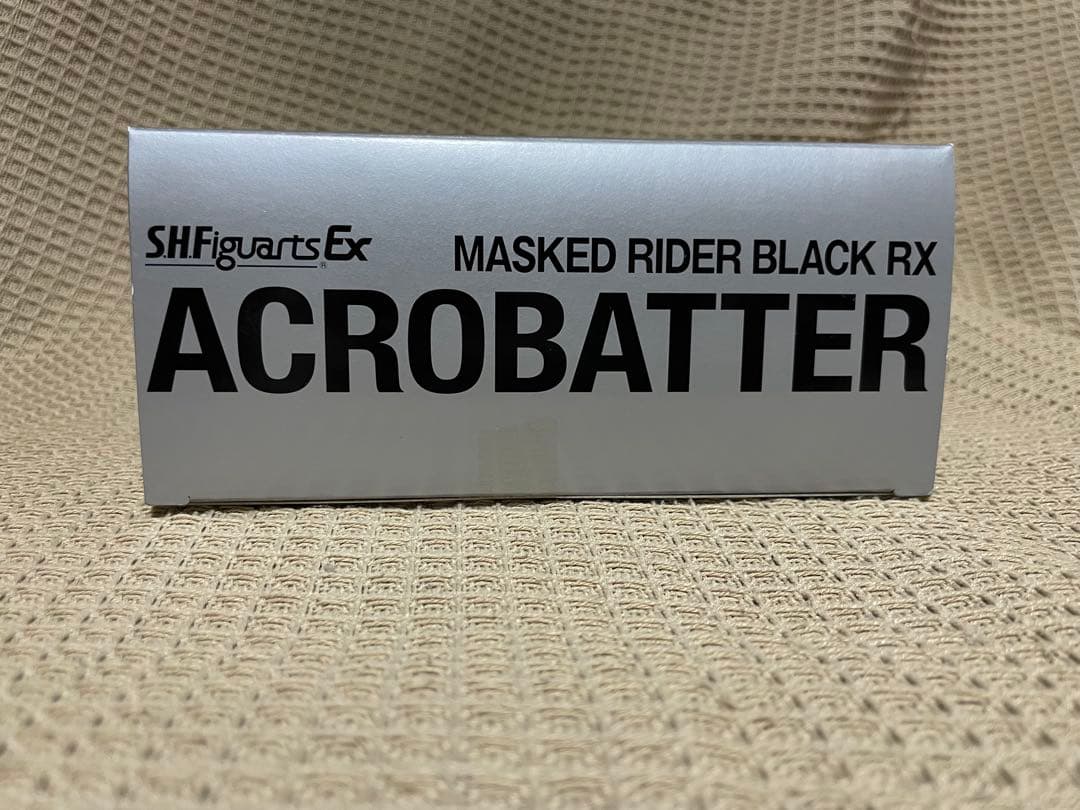 S.H.Figuarts Ex
MASKED RIDER BLACK RX
ACROBATTER